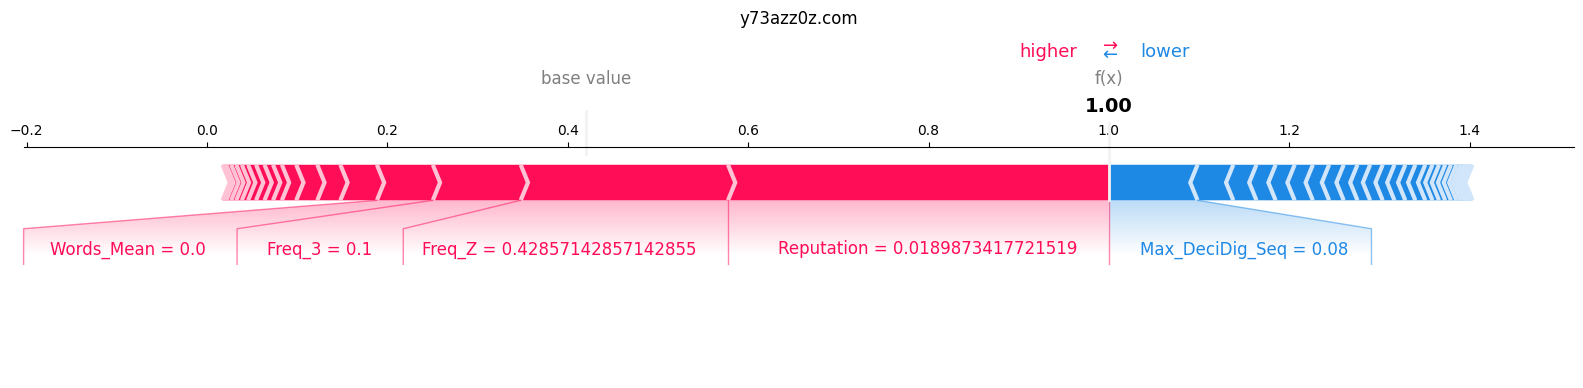 y73azz0z.com
higher → ← lower
base value f(x)
1.00
−0.2 0.0 0.2 0.4 0.6 0.8 1.0 1.2 1.4
Words_Mean = 0.0 Freq_3 = 0.1 Freq_Z = 0.42857142857142855 Reputation = 0.0189873417721519 Max_DeciDig_Seq = 0.08